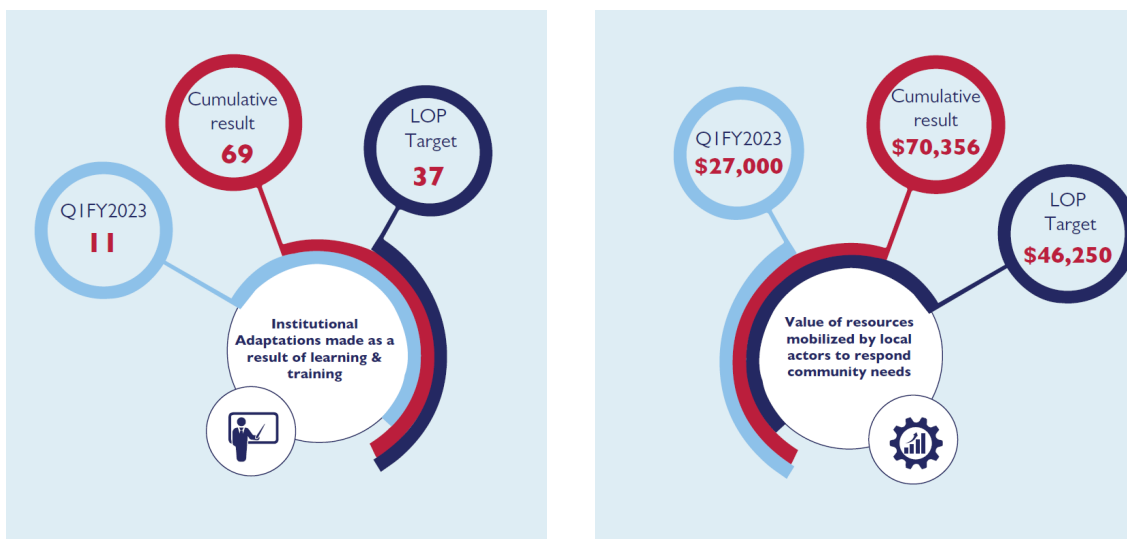 Cumulative
result
69
LOP
Target
37
Q1FY2023
11
Institutional
Adaptations made as a
result of learning &
training
Q1FY2023
$27,000
Cumulative
result
$70,356
LOP
Target
$46,250
Value of resources
mobilized by local
actors to respond
community needs